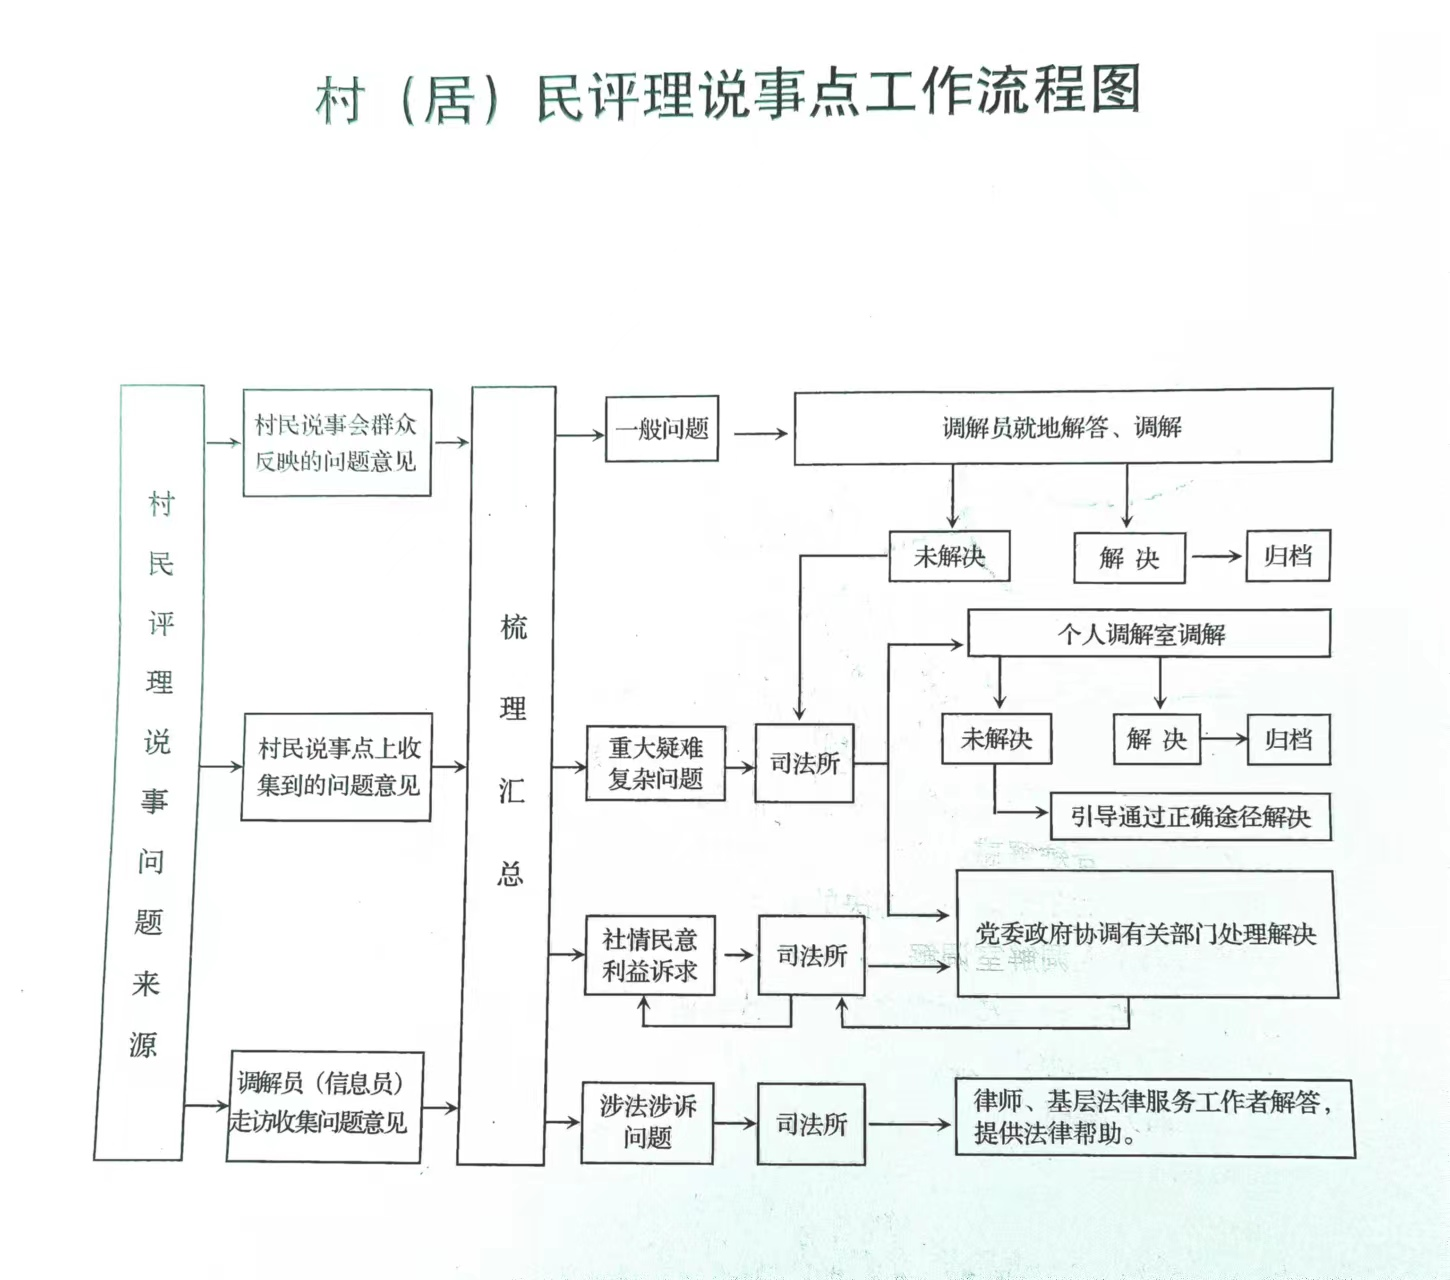 村（居）民评理说事点工作流程图
村民评理说事问题来源
村民说事会群众
反映的问题意见
村民说事点上收
集到的问题意见
调解员（信息员）
走访收集问题意见
梳理汇总
一般问题
调解员就地解答、调解
未解决
解 决
归档
重大疑难
复杂问题
司法所
个人调解室调解
未解决
解 决
归档
引导通过正确途径解决
社情民意
利益诉求
司法所
党委政府协调有关部门处理解决
涉法涉诉
问题
司法所
律师、基层法律服务工作者解答，
提供法律帮助。